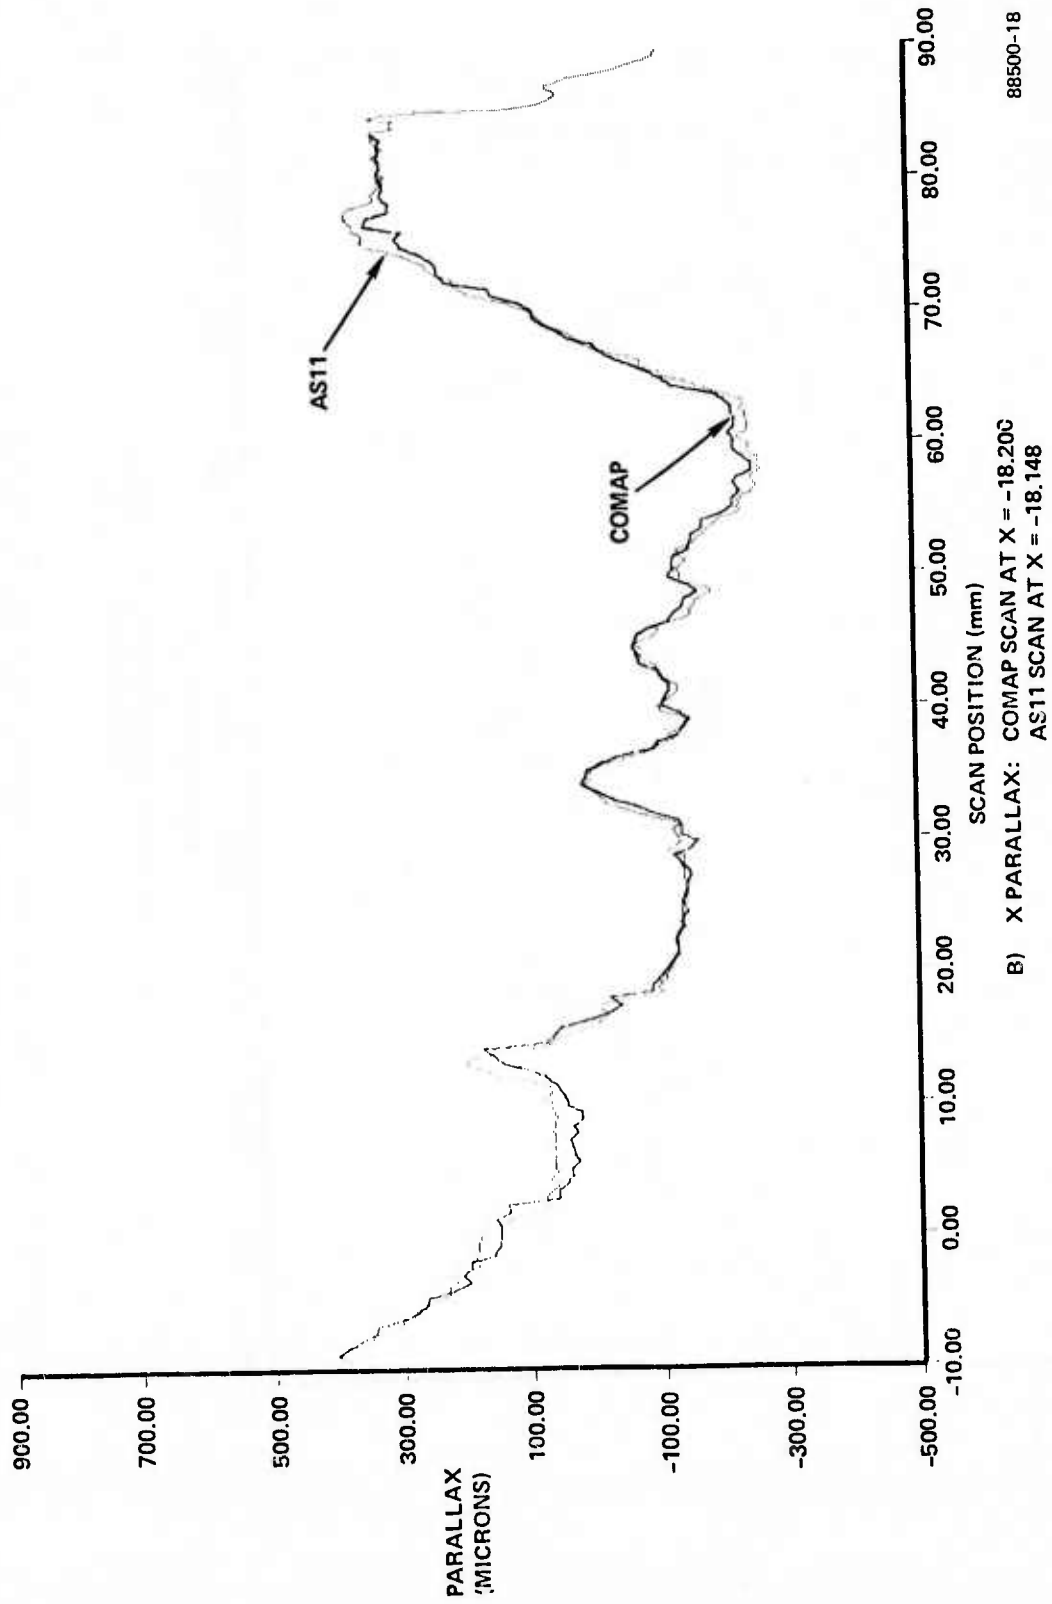 900.00
700.00
500.00
300.00
100.00
-100.00
-300.00
-500.00
PARALLAX
(MICRONS)
AS11
COMAP
-10.00
0.00
10.00
20.00
30.00
40.00
50.00
60.00
70.00
80.00
90.00
SCAN POSITION (mm)
B) X PARALLAX: COMAP SCAN AT X = -18.200
AS11 SCAN AT X = -18.148
88500-18